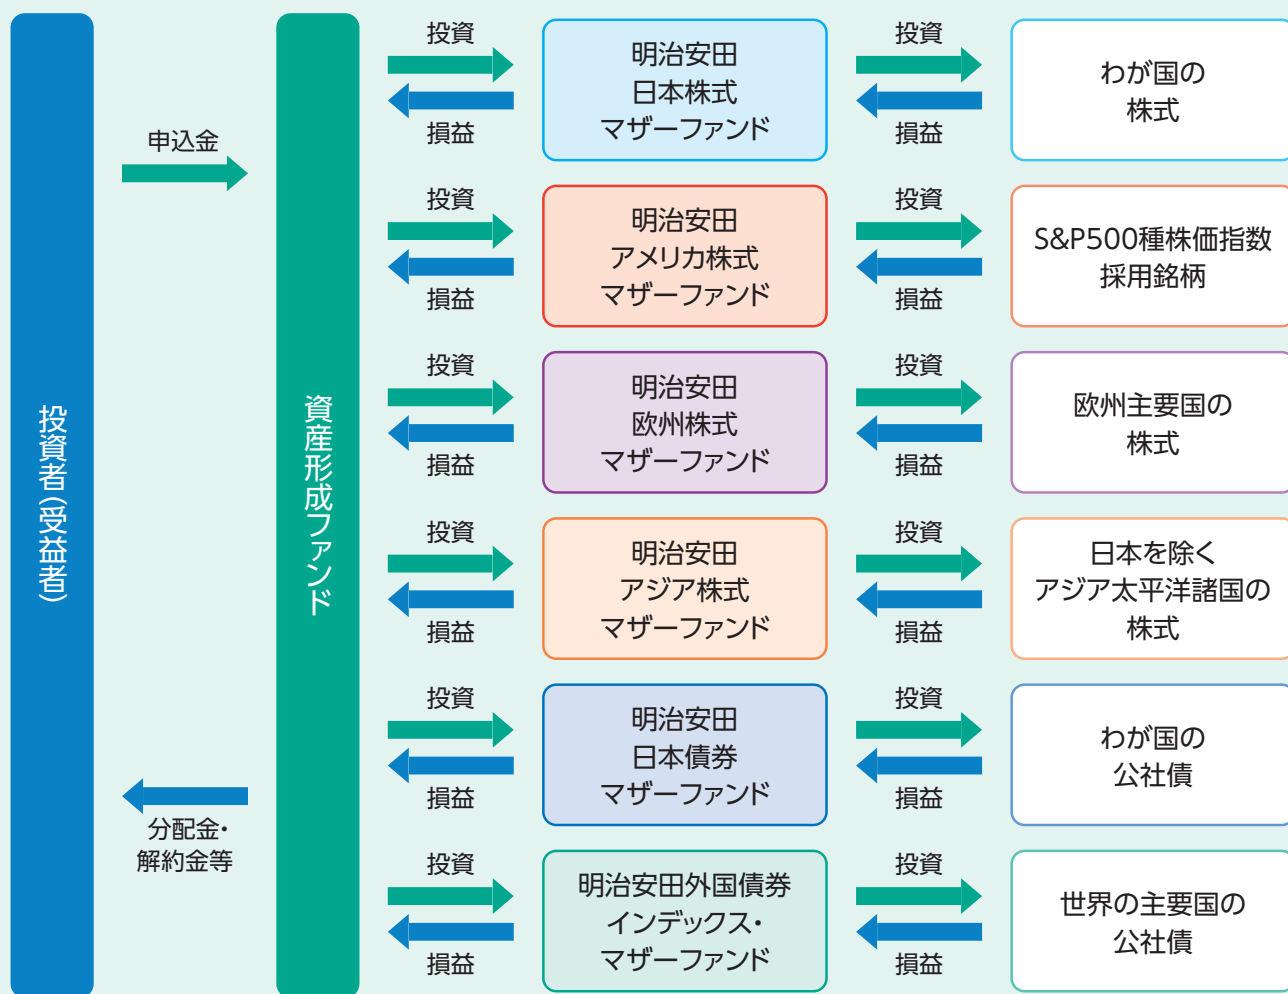 投資者(受益者)
申込金
分配金・
解約金等
資産形成ファンド
投資
損益
明治安田
日本株式
マザーファンド
投資
損益
わが国の
株式
投資
損益
明治安田
アメリカ株式
マザーファンド
投資
損益
S&P500種株価指数
採用銘柄
投資
損益
明治安田
欧州株式
マザーファンド
投資
損益
欧州主要国の
株式
投資
損益
明治安田
アジア株式
マザーファンド
投資
損益
日本を除く
アジア太平洋諸国の
株式
投資
損益
明治安田
日本債券
マザーファンド
投資
損益
わが国の
公社債
投資
損益
明治安田外国債券
インデックス・
マザーファンド
投資
損益
世界の主要国の
公社債